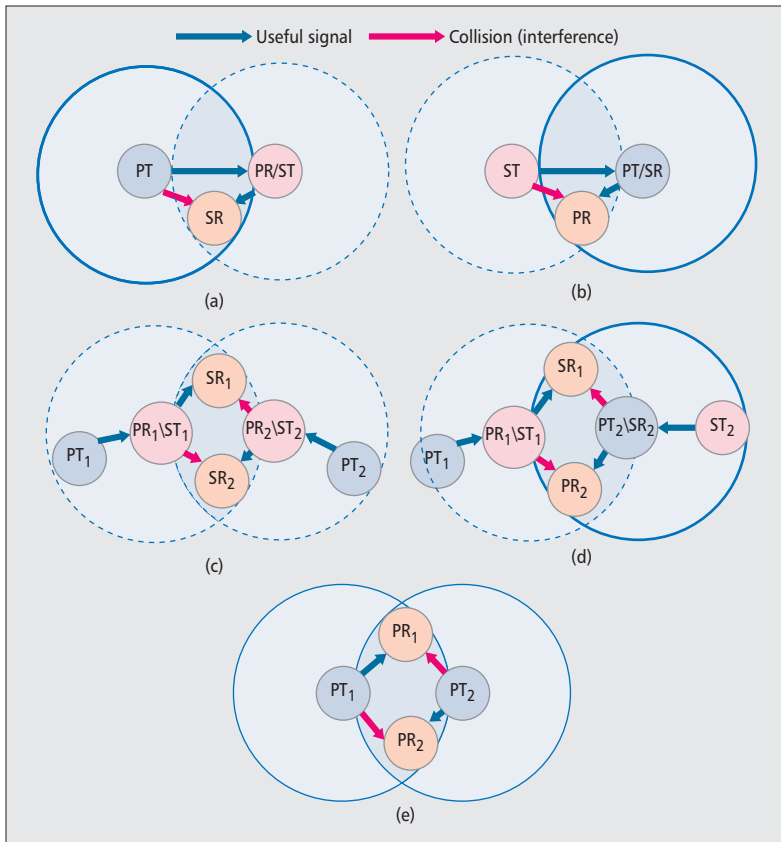 Useful signal
Collision (interference)
PT
PR/ST
SR
(a)
ST
PT/SR
PR
(b)
PT1
PR1\ST1
SR1
PR2\ST2
SR2
PT2
(c)
PT1
PR1\ST1
SR1
PT2\SR2
ST2
PR2
(d)
PR1
PT1
PT2
PR2
(e)